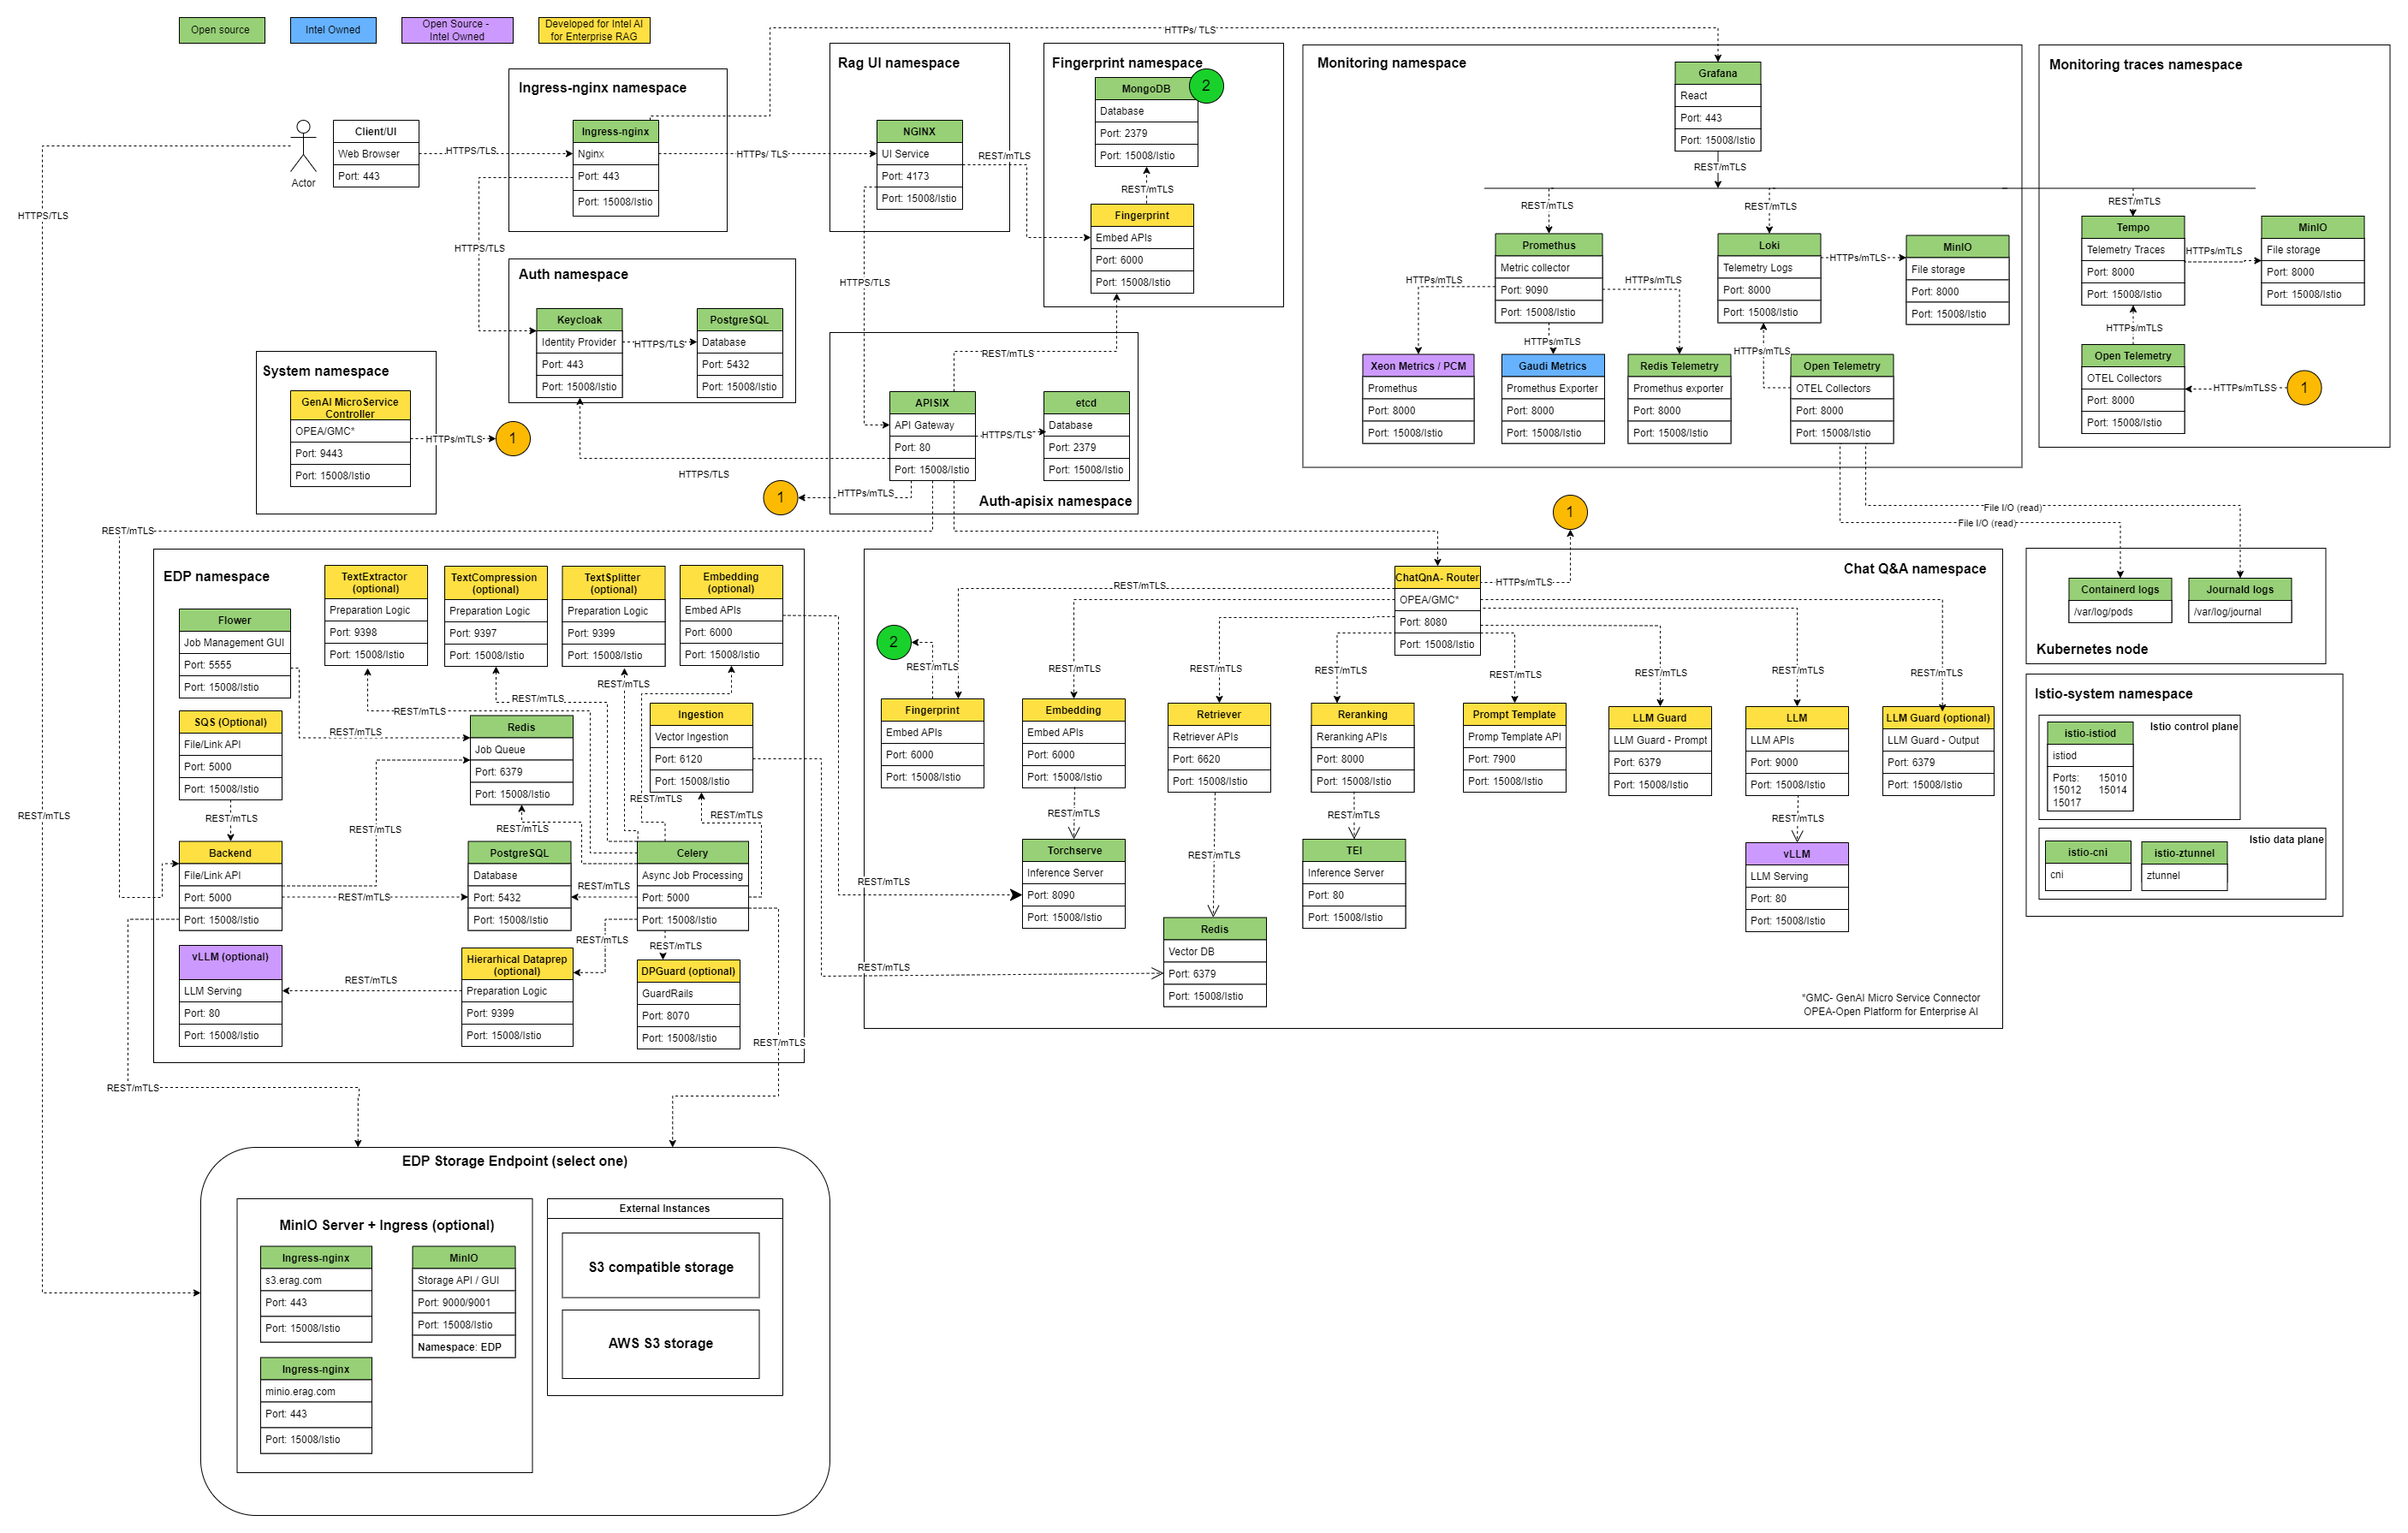 Open source
Intel Owned
Open Source -
Intel Owned
Developed for Intel AI
for Enterprise RAG
HTTPs/ TLS
Actor
Client/UI
Web Browser
Port: 443
HTTPS/TLS
HTTPS/TLS
REST/mTLS
Ingress-nginx namespace
Ingress-nginx
Nginx
Port: 443
Port: 15008/Istio
HTTPs/ TLS
HTTPS/TLS
Rag UI namespace
NGINX
UI Service
Port: 4173
Port: 15008/Istio
REST/mTLS
HTTPS/TLS
Fingerprint namespace
MongoDB
2
Database
Port: 2379
Port: 15008/Istio
REST/mTLS
Fingerprint
Embed APIs
Port: 6000
Port: 15008/Istio
REST/mTLS
Auth namespace
Keycloak
Identity Provider
Port: 443
Port: 15008/Istio
HTTPS/TLS
PostgreSQL
Database
Port: 5432
Port: 15008/Istio
System namespace
GenAI MicroService
Controller
OPEA/GMC*
Port: 9443
Port: 15008/Istio
HTTPs/mTLS
1
APISIX
API Gateway
Port: 80
Port: 15008/Istio
HTTPS/TLS
etcd
Database
Port: 2379
Port: 15008/Istio
Auth-apisix namespace
HTTPS/TLS
1
HTTPs/mTLS
REST/mTLS
Monitoring namespace
Grafana
React
Port: 443
Port: 15008/Istio
REST/mTLS
REST/mTLS
REST/mTLS
REST/mTLS
Promethus
Metric collector
Port: 9090
Port: 15008/Istio
Loki
Telemetry Logs
Port: 8000
Port: 15008/Istio
HTTPs/mTLS
MinIO
File storage
Port: 8000
Port: 15008/Istio
HTTPs/mTLS
HTTPs/mTLS
HTTPs/mTLS
HTTPs/mTLS
Xeon Metrics / PCM
Promethus
Port: 8000
Port: 15008/Istio
Gaudi Metrics
Promethus Exporter
Port: 8000
Port: 15008/Istio
Redis Telemetry
Promethus exporter
Port: 8000
Port: 15008/Istio
Open Telemetry
OTEL Collectors
Port: 8000
Port: 15008/Istio
Monitoring traces namespace
Tempo
Telemetry Traces
Port: 8000
Port: 15008/Istio
HTTPs/mTLS
MinIO
File storage
Port: 8000
Port: 15008/Istio
HTTPs/mTLS
Open Telemetry
OTEL Collectors
Port: 8000
Port: 15008/Istio
HTTPs/mTLSS
1
File I/O (read)
File I/O (read)
Containerd logs
/var/log/pods
Journald logs
/var/log/journal
Kubernetes node
Istio-system namespace
Istio control plane
istio-istiod
istiod
Ports: 15010
15012 15014
15017
Istio data plane
istio-cni
cni
istio-ztunnel
ztunnel
EDP namespace
TextExtractor
(optional)
Preparation Logic
Port: 9398
Port: 15008/Istio
TextCompression
(optional)
Preparation Logic
Port: 9397
Port: 15008/Istio
TextSplitter
(optional)
Preparation Logic
Port: 9399
Port: 15008/Istio
Embedding
(optional)
Embed APIs
Port: 6000
Port: 15008/Istio
Flower
Job Management GUI
Port: 5555
Port: 15008/Istio
REST/mTLS
REST/mTLS
REST/mTLS
REST/mTLS
SQS (Optional)
File/Link API
Port: 5000
Port: 15008/Istio
Redis
Job Queue
Port: 6379
Port: 15008/Istio
Ingestion
Vector Ingestion
Port: 6120
Port: 15008/Istio
REST/mTLS
REST/mTLS
REST/mTLS
REST/mTLS
Backend
File/Link API
Port: 5000
Port: 15008/Istio
REST/mTLS
PostgreSQL
Database
Port: 5432
Port: 15008/Istio
REST/mTLS
Celery
Async Job Processing
Port: 5000
Port: 15008/Istio
REST/mTLS
REST/mTLS
vLLM (optional)
LLM Serving
Port: 80
Port: 15008/Istio
REST/mTLS
Hierarhical Dataprep
(optional)
Preparation Logic
Port: 9399
Port: 15008/Istio
DPGuard (optional)
GuardRails
Port: 8070
Port: 15008/Istio
REST/mTLS
REST/mTLS
Chat Q&A namespace
1
ChatQnA- Router
OPEA/GMC*
Port: 8080
Port: 15008/Istio
HTTPs/mTLS
REST/mTLS
2
REST/mTLS
REST/mTLS
REST/mTLS
REST/mTLS
REST/mTLS
REST/mTLS
REST/mTLS
REST/mTLS
Fingerprint
Embed APIs
Port: 6000
Port: 15008/Istio
Embedding
Embed APIs
Port: 6000
Port: 15008/Istio
Retriever
Retriever APIs
Port: 6620
Port: 15008/Istio
Reranking
Reranking APIs
Port: 8000
Port: 15008/Istio
Prompt Template
Promp Template API
Port: 7900
Port: 15008/Istio
LLM Guard
LLM Guard - Prompt
Port: 6379
Port: 15008/Istio
LLM
LLM APIs
Port: 9000
Port: 15008/Istio
LLM Guard (optional)
LLM Guard - Output
Port: 6379
Port: 15008/Istio
REST/mTLS
REST/mTLS
REST/mTLS
REST/mTLS
REST/mTLS
REST/mTLS
Torchserve
Inference Server
Port: 8090
Port: 15008/Istio
Redis
Vector DB
Port: 6379
Port: 15008/Istio
TEI
Inference Server
Port: 80
Port: 15008/Istio
vLLM
LLM Serving
Port: 80
Port: 15008/Istio
*GMC- GenAI Micro Service Connector
OPEA-Open Platform for Enterprise AI
EDP Storage Endpoint (select one)
MinIO Server + Ingress (optional)
Ingress-nginx
s3.erag.com
Port: 443
Port: 15008/Istio
MinIO
Storage API / GUI
Port: 9000/9001
Port: 15008/Istio
Namespace: EDP
Ingress-nginx
minio.erag.com
Port: 443
Port: 15008/Istio
External Instances
S3 compatible storage
AWS S3 storage